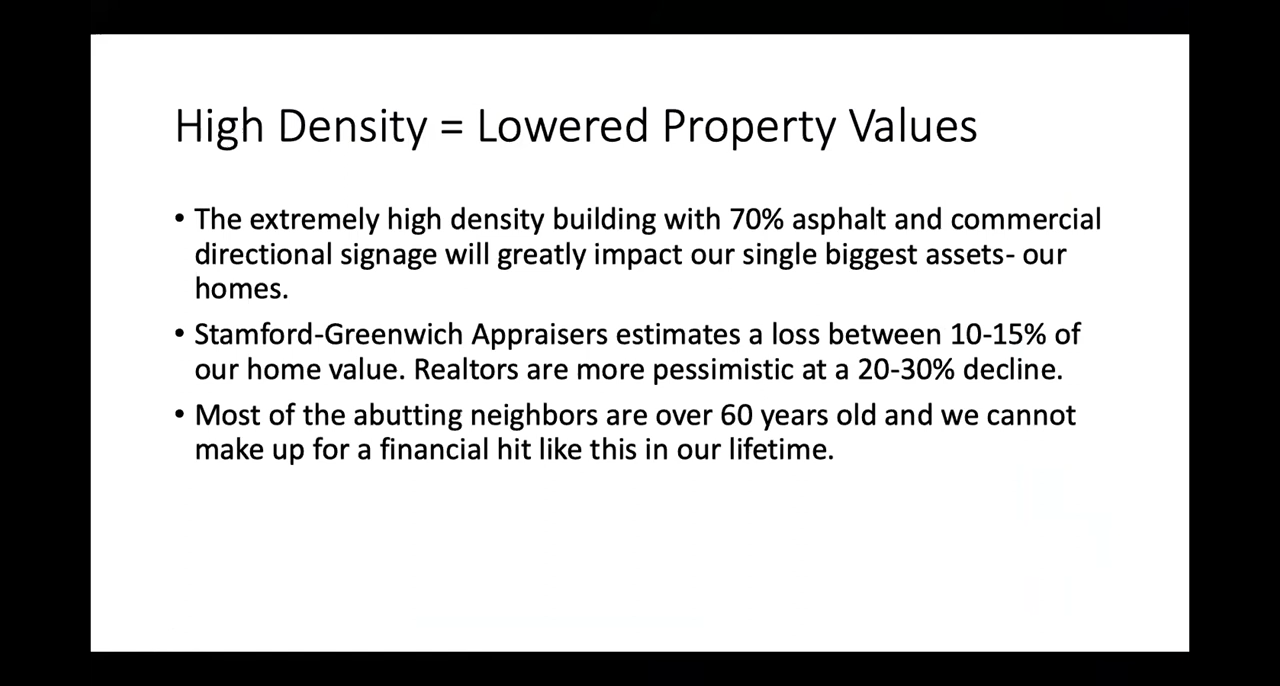 High Density = Lowered Property Values
• The extremely high density building with 70% asphalt and commercial
directional signage will greatly impact our single biggest assets- our
homes.
• Stamford-Greenwich Appraisers estimates a loss between 10-15% of
our home value. Realtors are more pessimistic at a 20-30% decline.
• Most of the abutting neighbors are over 60 years old and we cannot
make up for a financial hit like this in our lifetime.